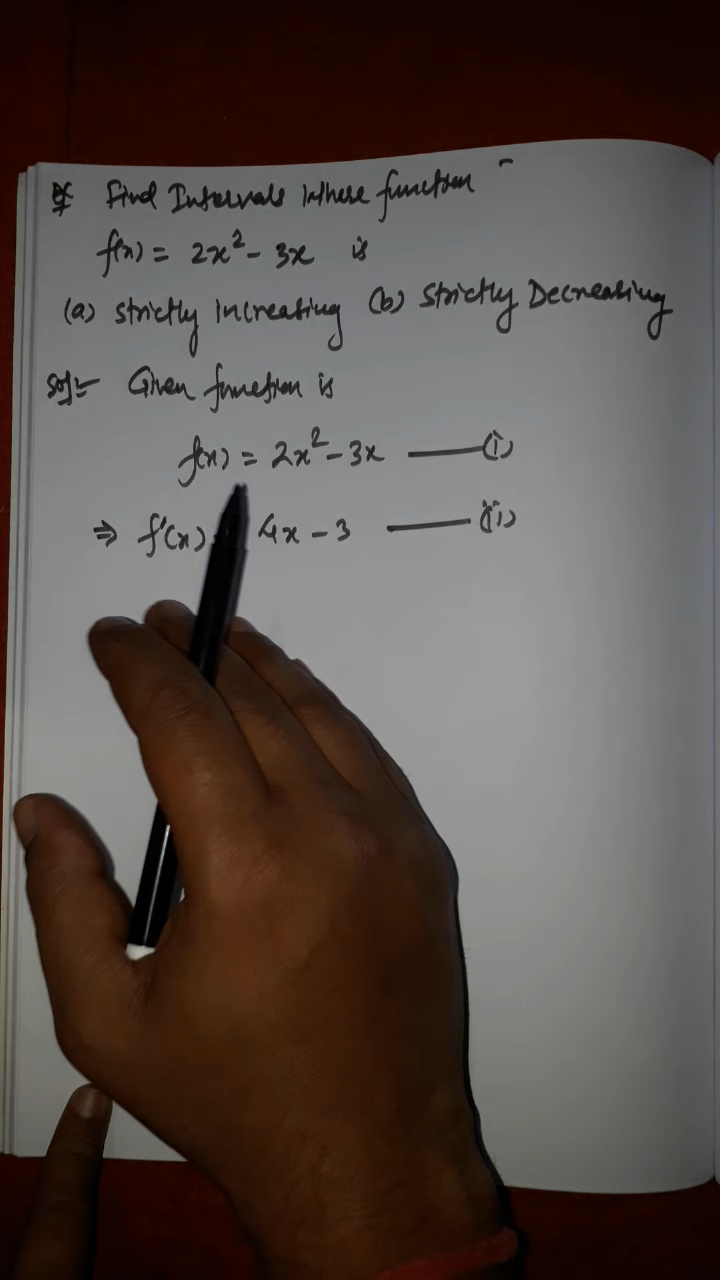 Find Intervals Where function
f(x) = 2x² - 3x is
(a) strictly Increasing (b) Strictly Decreasing
Sol:- Given function is
f(x) = 2x² - 3x ——— (i)
⇒ f'(x) 4x - 3 ——— (ii)